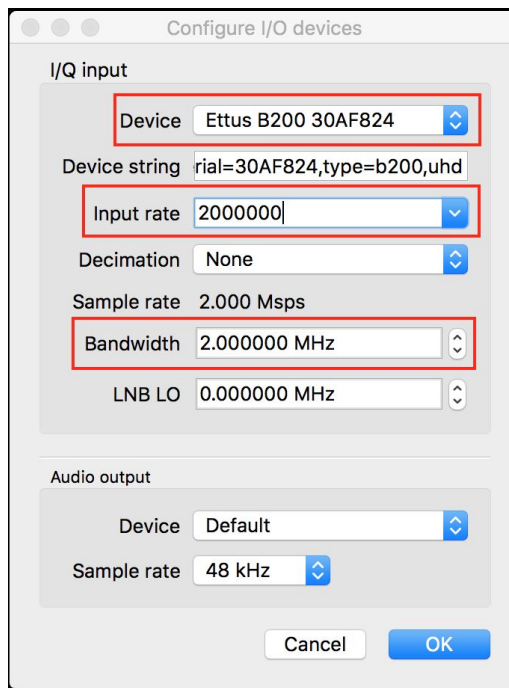 Configure I/O devices
I/Q input
Device Ettus B200 30AF824
Device string rial=30AF824,type=b200,uhd
Input rate 2000000
Decimation None
Sample rate 2.000 Msps
Bandwidth 2.000000 MHz
LNB LO 0.000000 MHz
Audio output
Device Default
Sample rate 48 kHz
Cancel OK